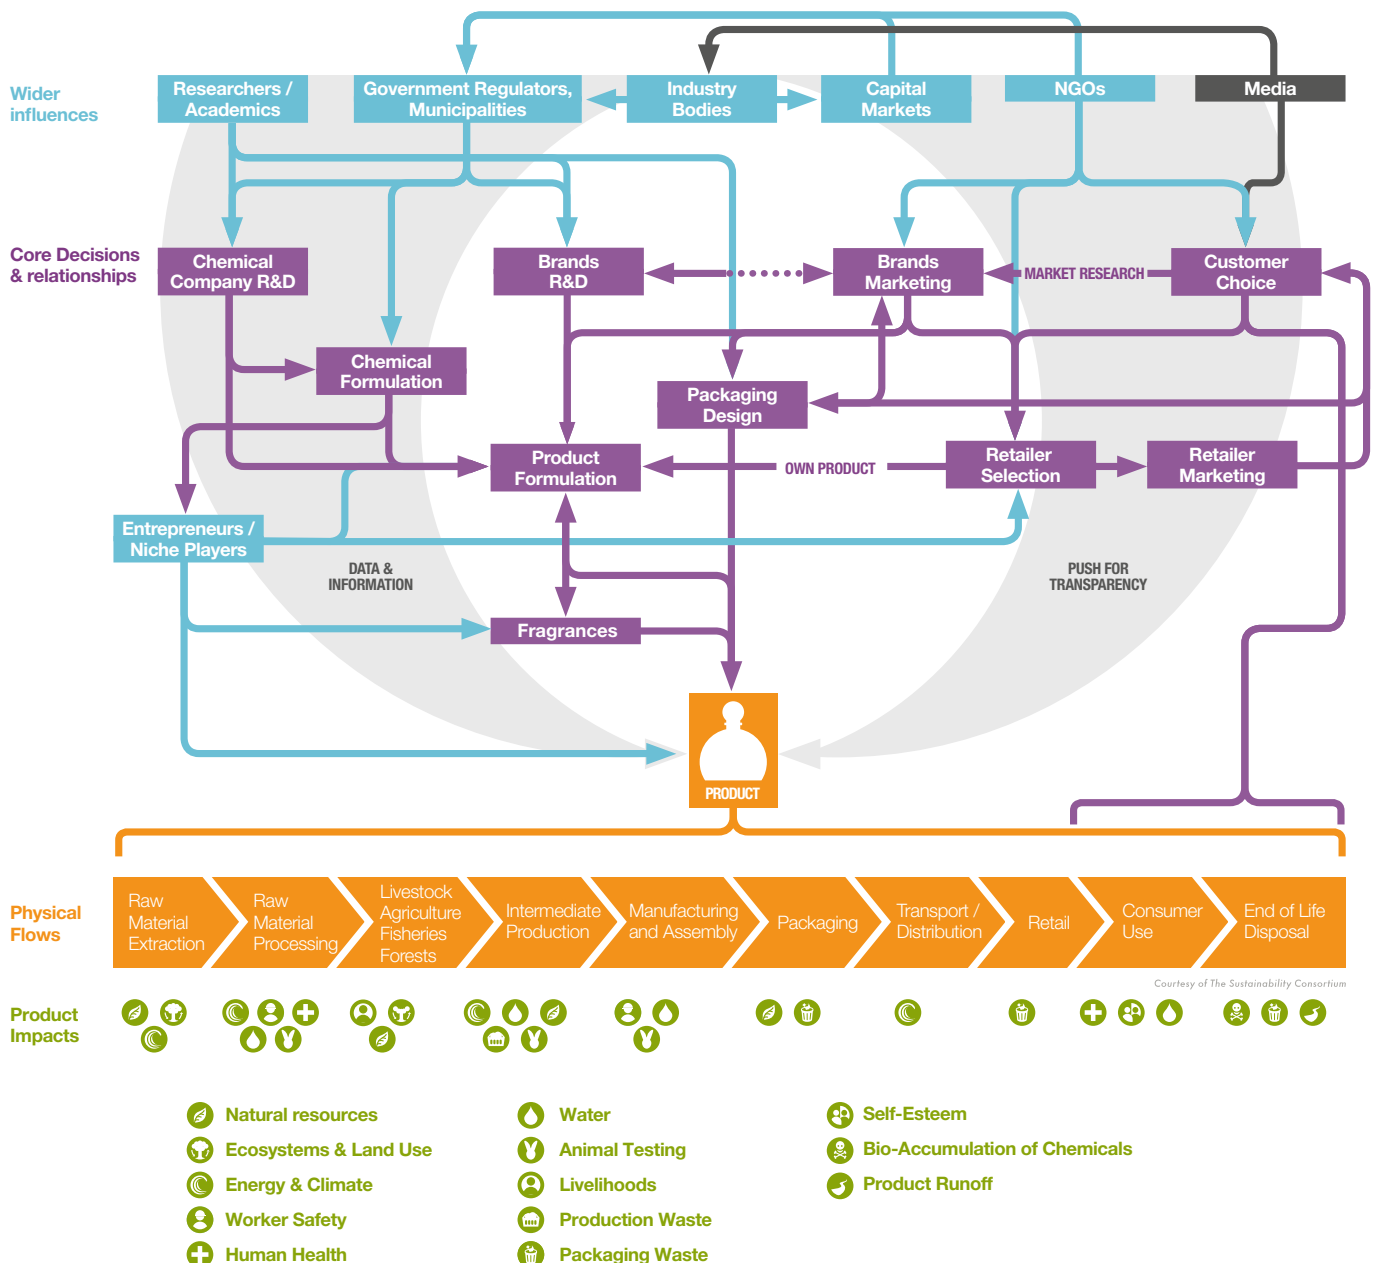 Wider
influences
Researchers /
Academics
Government Regulators,
Municipalities
Industry
Bodies
Capital
Markets
NGOs
Media
Core Decisions
& relationships
Chemical
Company R&D
Brands
R&D
Brands
Marketing
MARKET RESEARCH
Customer
Choice
Chemical
Formulation
Packaging
Design
Product
Formulation
OWN PRODUCT
Retailer
Selection
Retailer
Marketing
Entrepreneurs /
Niche Players
DATA &
INFORMATION
PUSH FOR
TRANSPARENCY
Fragrances
PRODUCT
Physical
Flows
Raw
Material
Extraction
Raw
Material
Processing
Livestock
Agriculture
Fisheries
Forests
Intermediate
Production
Manufacturing
and Assembly
Packaging
Transport /
Distribution
Retail
Consumer
Use
End of Life
Disposal
Courtesy of The Sustainability Consortium
Product
Impacts
Natural resources
Ecosystems & Land Use
Energy & Climate
Worker Safety
Human Health
Water
Animal Testing
Livelihoods
Production Waste
Packaging Waste
Self-Esteem
Bio-Accumulation of Chemicals
Product Runoff